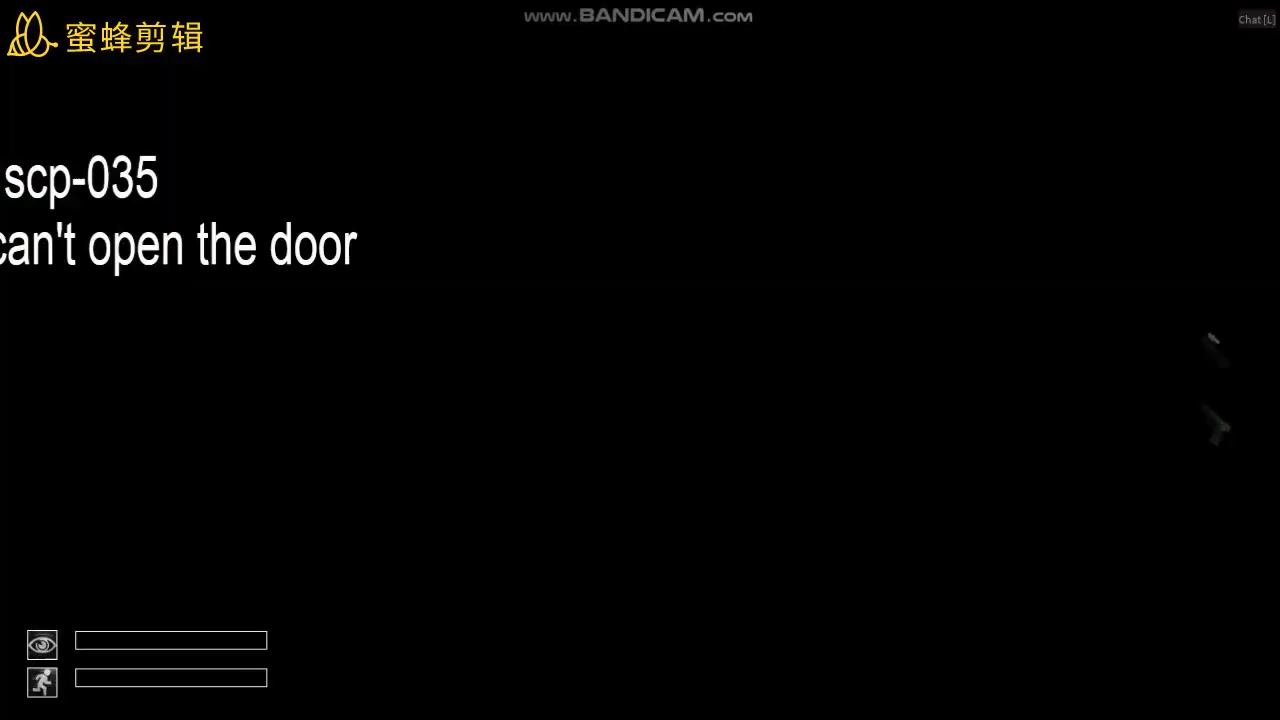 www.BANDICAM.com
Chat[L]
蜜蜂剪辑
scp-035
can't open the door